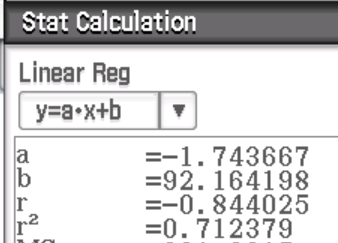 Stat Calculation
Linear Reg
y=a•x+b
a =-1.743667
b =92.164198
r =-0.844025
r² =0.712379